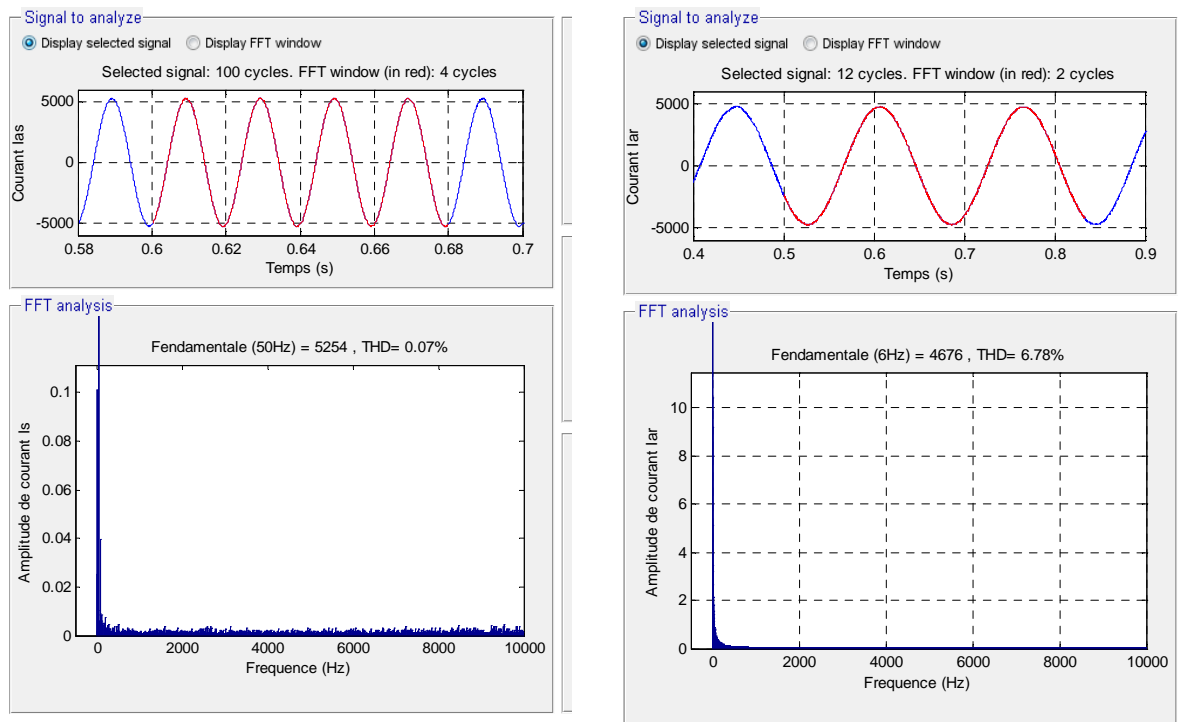 Signal to analyze
Display selected signal Display FFT window
Selected signal: 100 cycles. FFT window (in red): 4 cycles
5000
0
-5000
Courant Ias
0.58 0.6 0.62 0.64 0.66 0.68 0.7
Temps (s)
FFT analysis
Fendamentale (50Hz) = 5254 , THD= 0.07%
0.1
0.08
0.06
0.04
0.02
0
Amplitude de courant Is
0 2000 4000 6000 8000 10000
Frequence (Hz)
Signal to analyze
Display selected signal Display FFT window
Selected signal: 12 cycles. FFT window (in red): 2 cycles
5000
0
-5000
Courant Iar
0.4 0.5 0.6 0.7 0.8 0.9
Temps (s)
FFT analysis
Fendamentale (6Hz) = 4676 , THD= 6.78%
10
8
6
4
2
0
Amplitude de courant Iar
0 2000 4000 6000 8000 10000
Frequence (Hz)